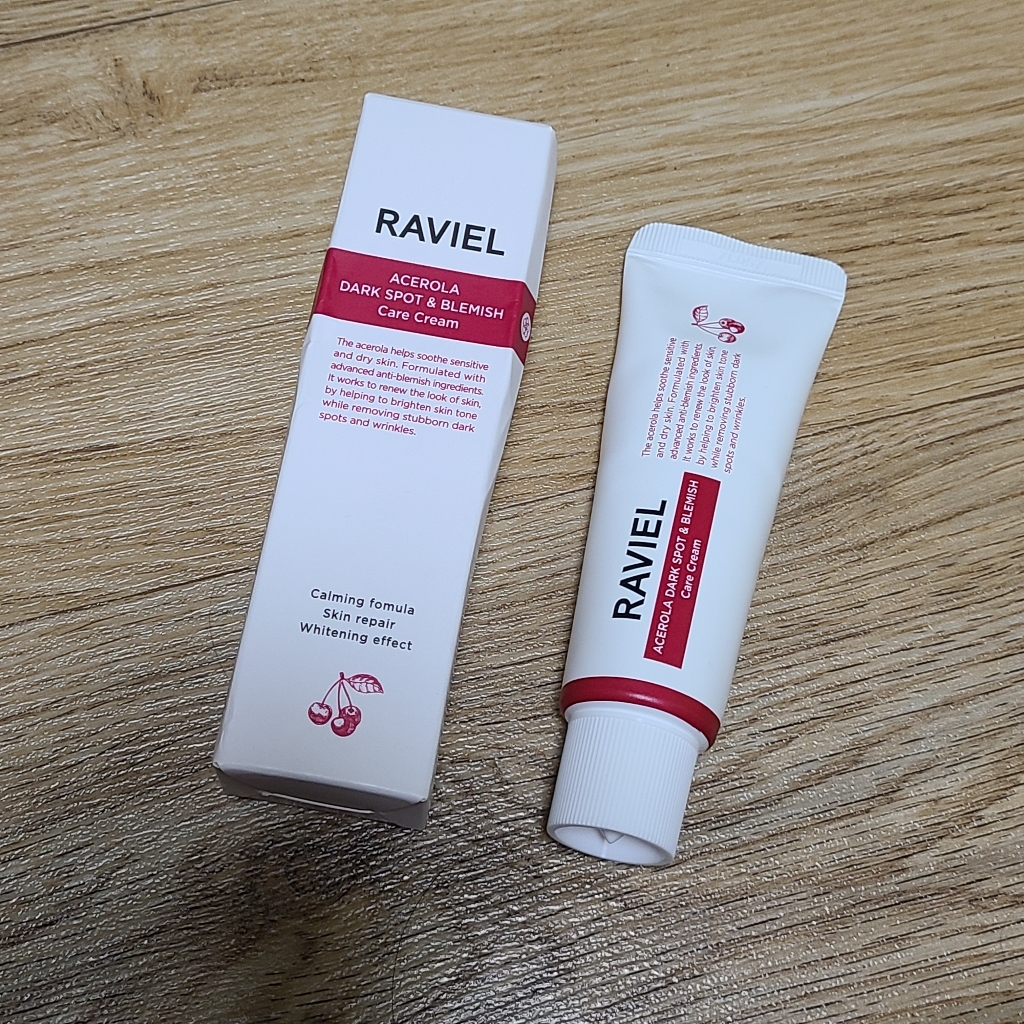 RAVIEL
ACEROLA
DARK SPOT & BLEMISH
Care Cream
The acerola helps soothe sensitive
and dry skin. Formulated with
advanced anti-blemish ingredients.
It works to renew the look of skin,
by helping to brighten skin tone
while removing stubborn dark
spots and wrinkles.
Calming fomula
Skin repair
Whitening effect
RAVIEL
ACEROLA DARK SPOT & BLEMISH
Care Cream
The acerola helps soothe sensitive
and dry skin. Formulated with
advanced anti-blemish ingredients.
It works to renew the look of skin,
by helping to brighten skin tone
while removing stubborn dark
spots and wrinkles.